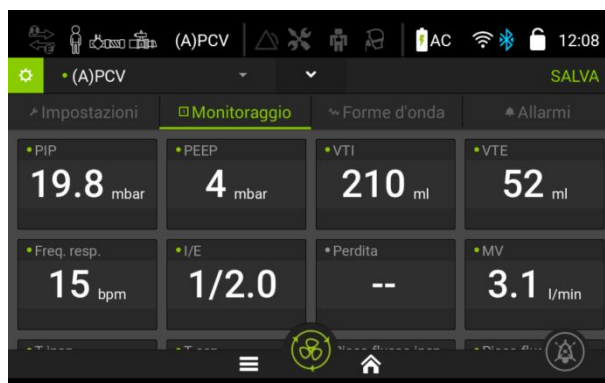 (A)PCV AC 12:08
(A)PCV SALVA
Impostazioni Monitoraggio Forme d'onda Allarmi
PIP PEEP VTI VTE
19.8 mbar 4 mbar 210 ml 52 ml
Freq. resp. I/E Perdita MV
15 bpm 1/2.0 -- 3.1 l/min